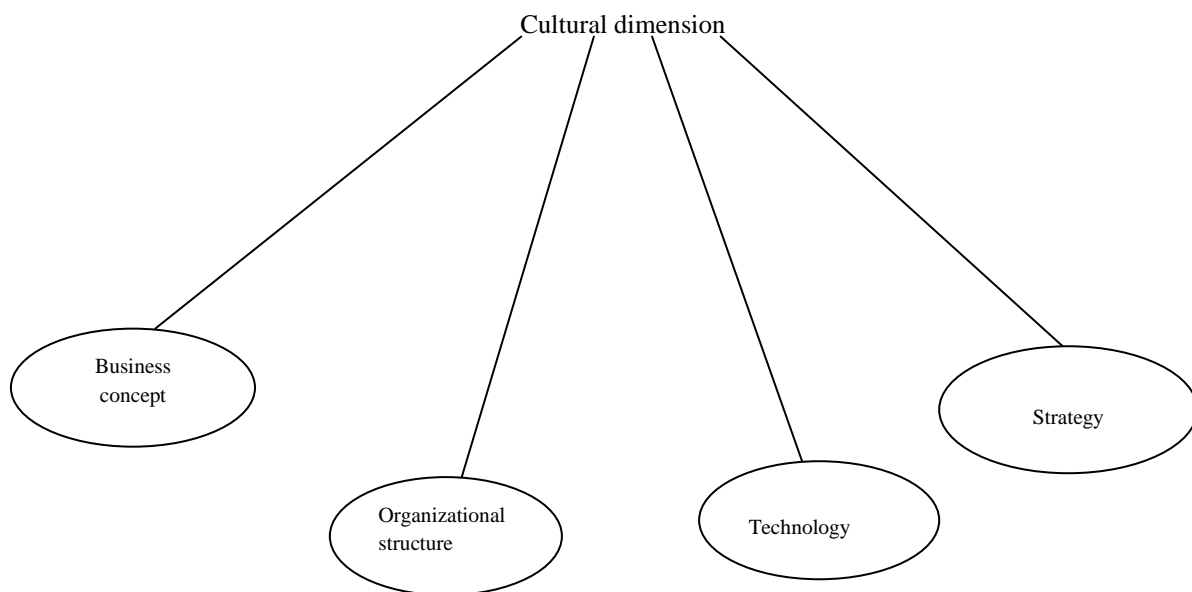 Cultural dimension
Business
concept
Strategy
Organizational
structure
Technology